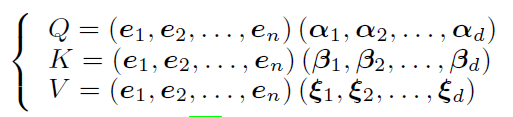 Q = (e₁, e₂, . . . , eₙ) (α₁, α₂, . . . , α_d)
K = (e₁, e₂, . . . , eₙ) (β₁, β₂, . . . , β_d)
V = (e₁, e₂, . . . , eₙ) (ξ₁, ξ₂, . . . , ξ_d)